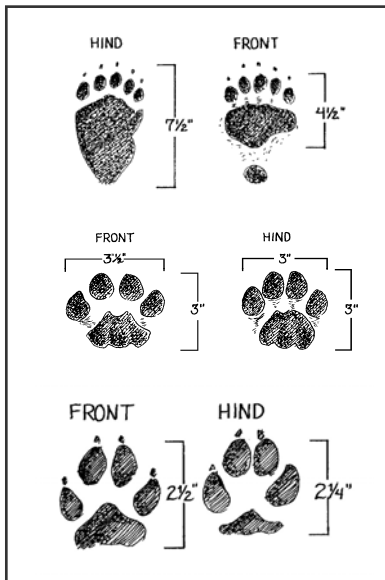 HIND FRONT
7½" 4½"
FRONT HIND
3½" 3"
3" 3"
FRONT HIND
2½" 2¼"